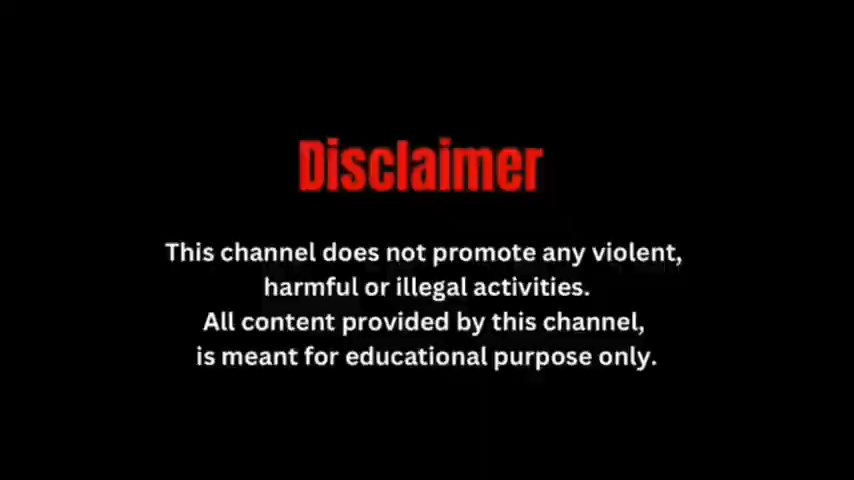 Disclaimer
This channel does not promote any violent,
harmful or illegal activities.
All content provided by this channel,
is meant for educational purpose only.